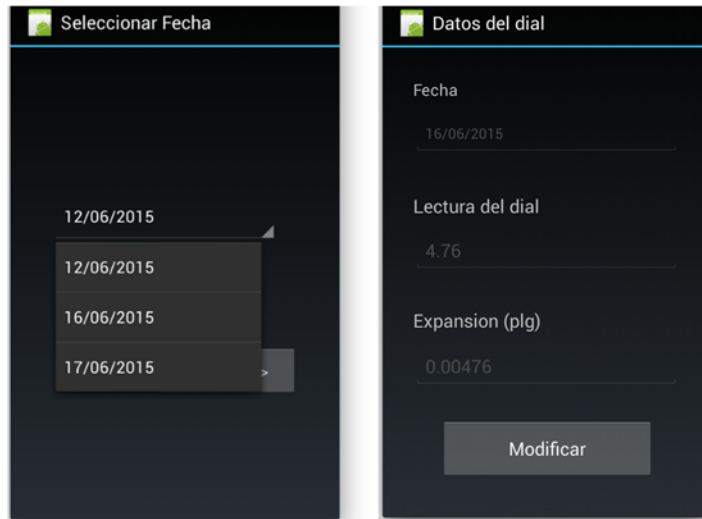 Seleccionar Fecha
12/06/2015
12/06/2015
16/06/2015
17/06/2015
>
Datos del dial
Fecha
16/06/2015
Lectura del dial
4.76
Expansion (plg)
0.00476
Modificar